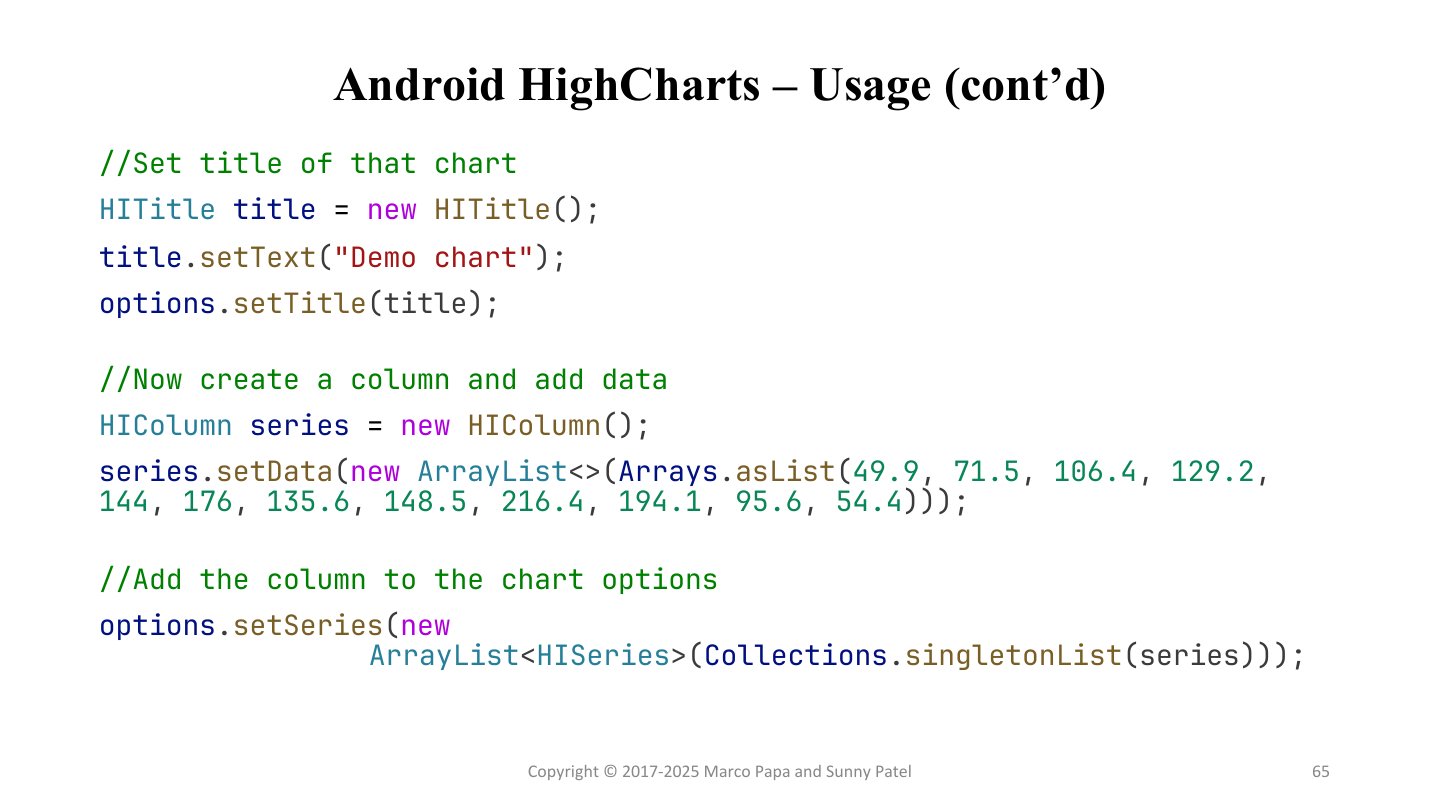 Android HighCharts – Usage (cont’d)
//Set title of that chart
HITitle title = new HITitle();
title.setText("Demo chart");
options.setTitle(title);
//Now create a column and add data
HIColumn series = new HIColumn();
series.setData(new ArrayList<>(Arrays.asList(49.9, 71.5, 106.4, 129.2,
144, 176, 135.6, 148.5, 216.4, 194.1, 95.6, 54.4)));
//Add the column to the chart options
options.setSeries(new
ArrayList<HISeries>(Collections.singletonList(series)));
Copyright © 2017-2025 Marco Papa and Sunny Patel
65